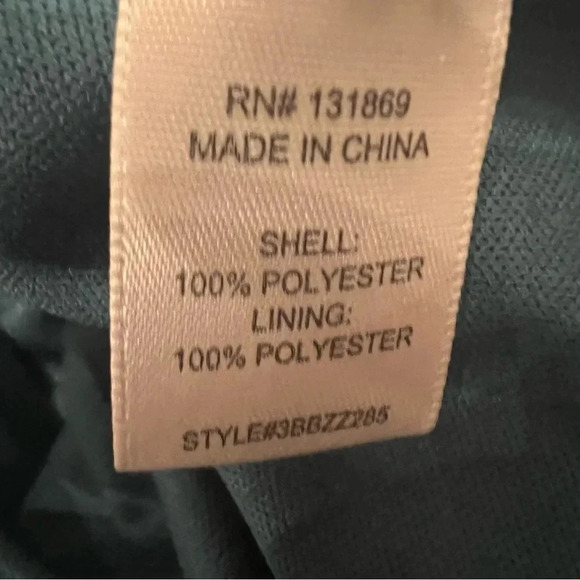 RN# 131869
MADE IN CHINA
SHELL:
100% POLYESTER
LINING:
100% POLYESTER
STYLE#3BBZZ285